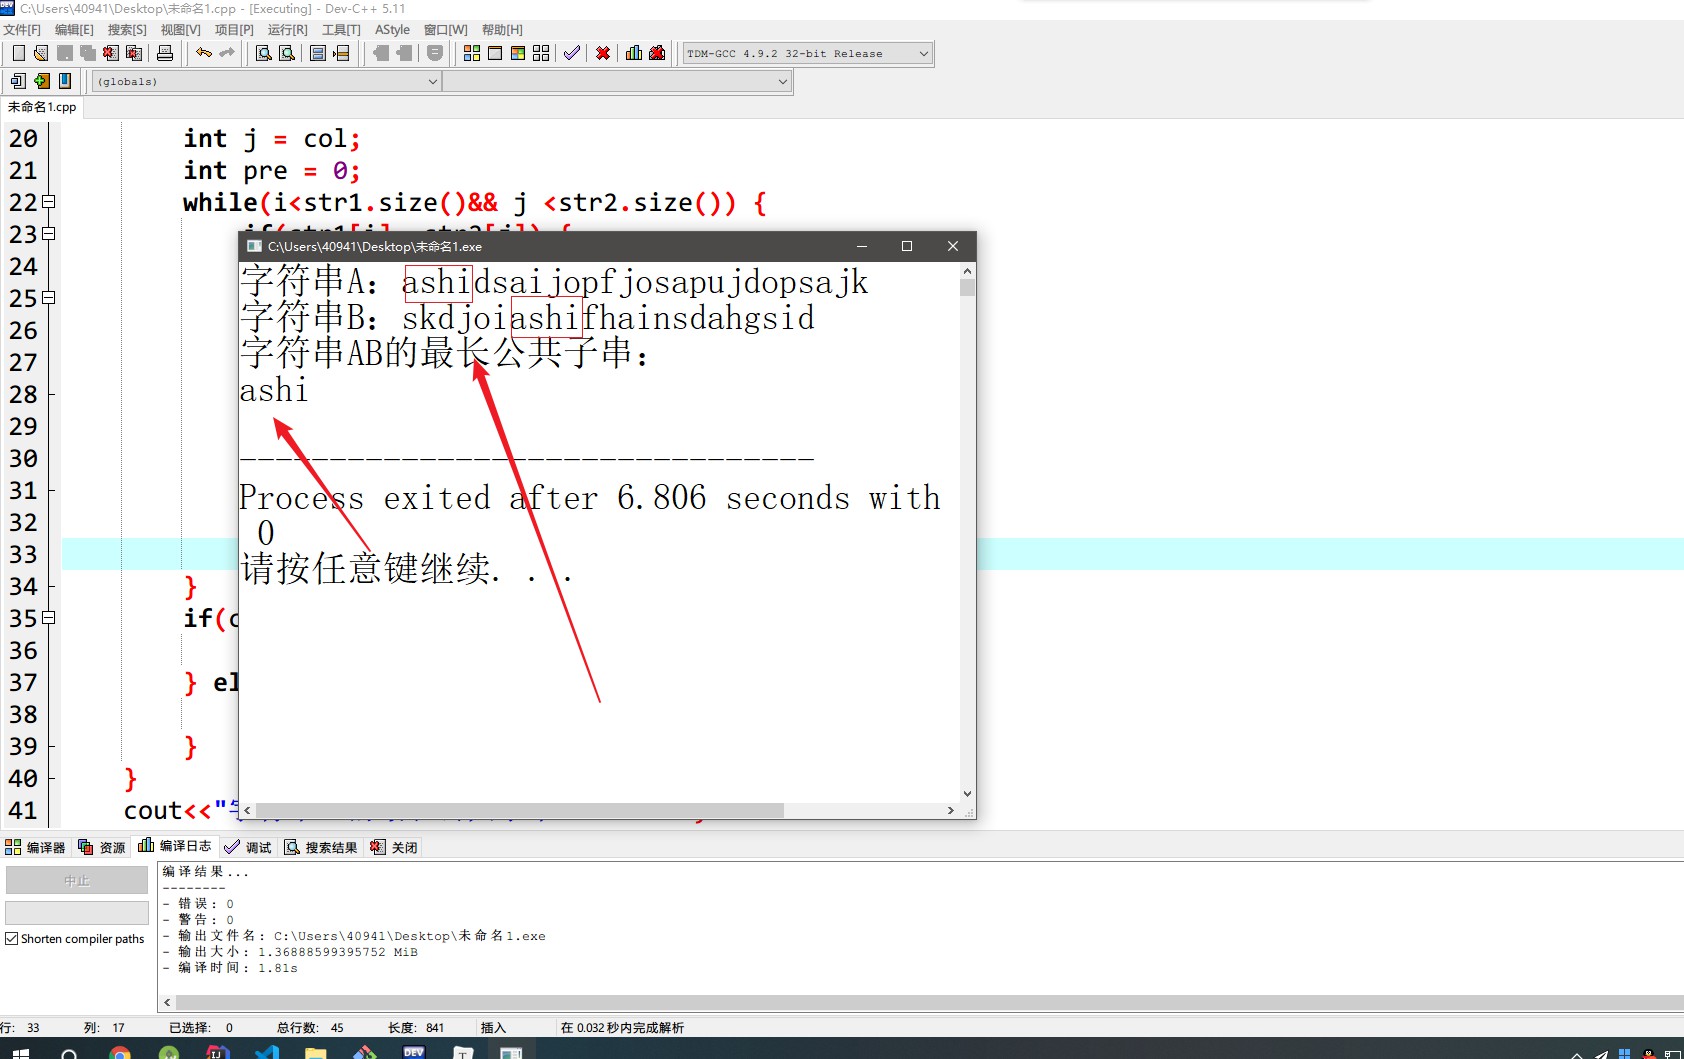 C:\Users\40941\Desktop\未命名1.cpp - [Executing] - Dev-C++ 5.11
文件[F] 编辑[E] 搜索[S] 视图[V] 项目[P] 运行[R] 工具[T] AStyle 窗口[W] 帮助[H]
TDM-GCC 4.9.2 32-bit Release
(globals)
未命名1.cpp
20 int j = col;
21 int pre = 0;
22 while(i<str1.size()&& j <str2.size()) {
23
C:\Users\40941\Desktop\未命名1.exe
字符串A: ashidsaijopfjosapujdopsajk
24
25
字符串B: skdjoiashifhainsdahgsid
26
字符串AB的最长公共子串:
27
28
ashi
29
30
--------------------------------
31
Process exited after 6.806 seconds with
32
0
33
请按任意键继续. . .
34 }
35 if(
36
37 } el
38
39 }
40 }
41 cout<<"
编译器 资源 编译日志 调试 搜索结果 关闭
中止
Shorten compiler paths
编译结果...
--------
- 错误: 0
- 警告: 0
- 输出文件名: C:\Users\40941\Desktop\未命名1.exe
- 输出大小: 1.36888599395752 MiB
- 编译时间: 1.81s
行: 33 列: 17 已选择: 0 总行数: 45 长度: 841 插入 在 0.032 秒内完成解析
DEV